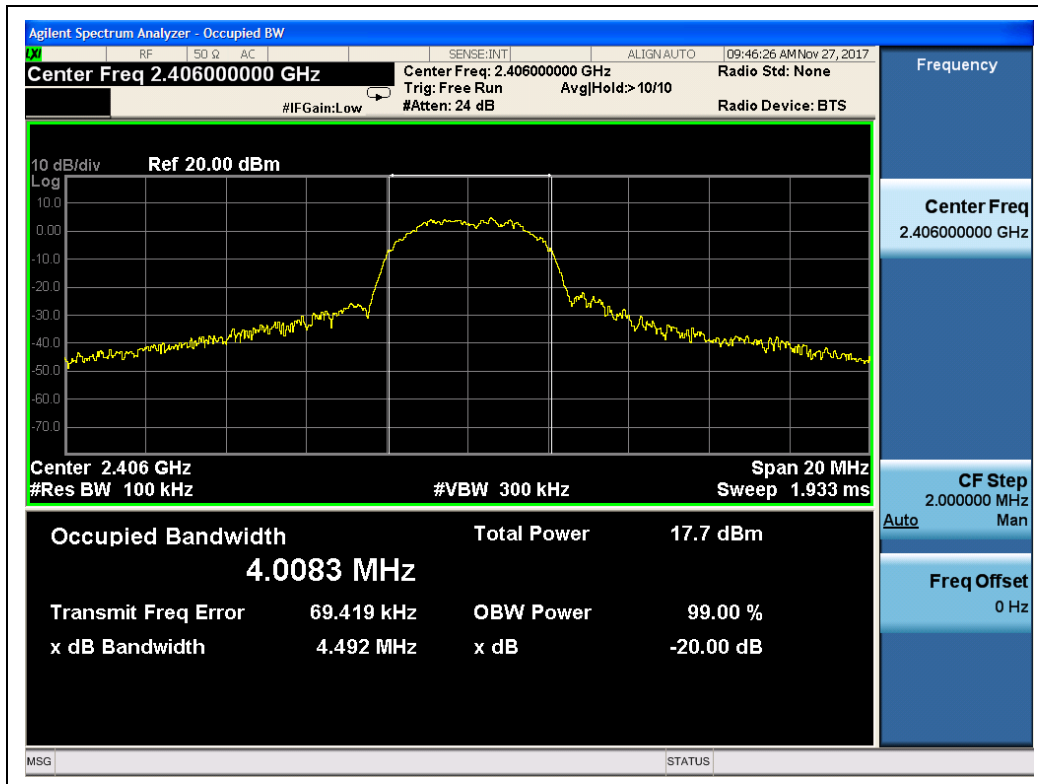 Agilent Spectrum Analyzer - Occupied BW
LXI RF 50 Ω AC SENSE:INT ALIGN AUTO 09:46:26 AM Nov 27, 2017
Center Freq 2.406000000 GHz
#IFGain:Low
Center Freq: 2.406000000 GHz
Trig: Free Run Avg|Hold:> 10/10
#Atten: 24 dB
Radio Std: None
Radio Device: BTS
10 dB/div Ref 20.00 dBm
Log
10.0
0.00
-10.0
-20.0
-30.0
-40.0
-50.0
-60.0
-70.0
Center 2.406 GHz Span 20 MHz
#Res BW 100 kHz #VBW 300 kHz Sweep 1.933 ms
Occupied Bandwidth Total Power 17.7 dBm
4.0083 MHz
Transmit Freq Error 69.419 kHz OBW Power 99.00 %
x dB Bandwidth 4.492 MHz x dB -20.00 dB
Frequency
Center Freq
2.406000000 GHz
CF Step
2.000000 MHz
Auto Man
Freq Offset
0 Hz
MSG STATUS